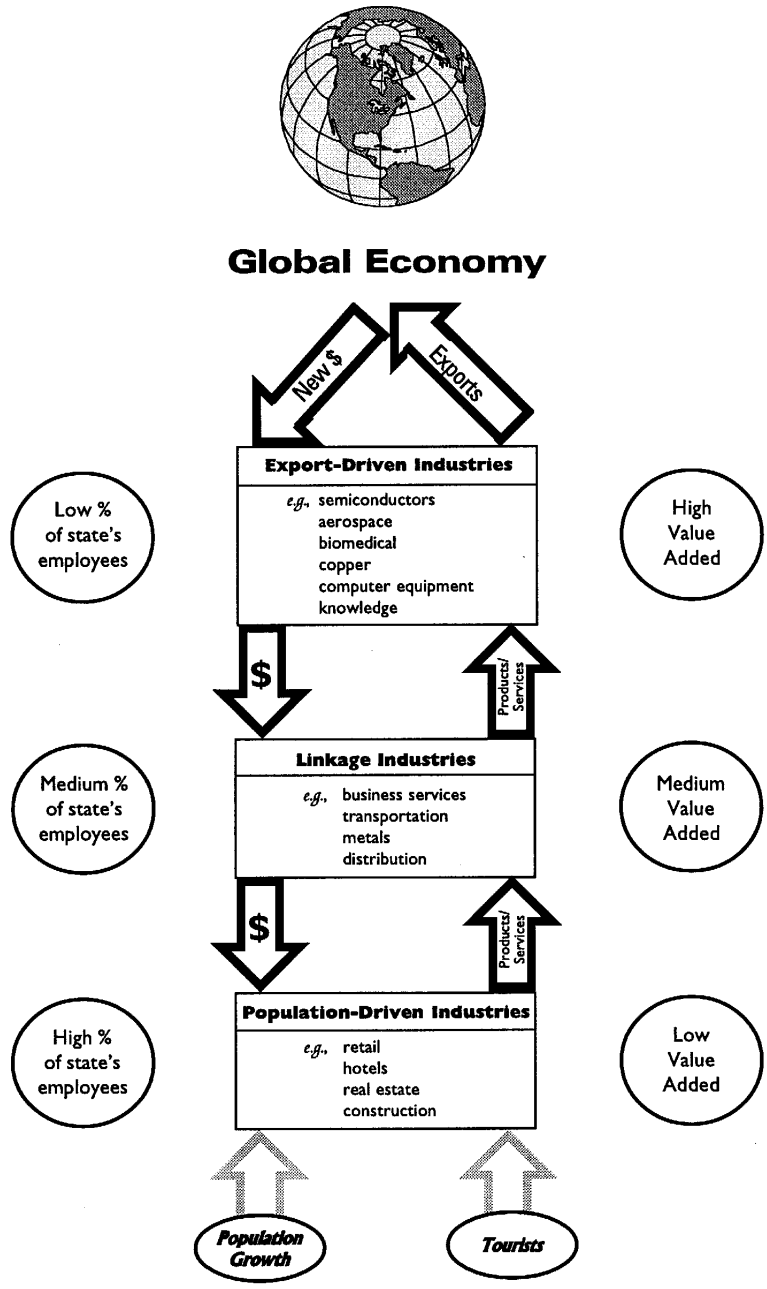 Global Economy
New $
Exports
Export-Driven Industries
Low %
of state's
employees
e.g., semiconductors
aerospace
biomedical
copper
computer equipment
knowledge
High
Value
Added
$
Products/
Services
Linkage Industries
Medium %
of state's
employees
e.g., business services
transportation
metals
distribution
Medium
Value
Added
$
Products/
Services
Population-Driven Industries
High %
of state's
employees
e.g., retail
hotels
real estate
construction
Low
Value
Added
Population
Growth
Tourists